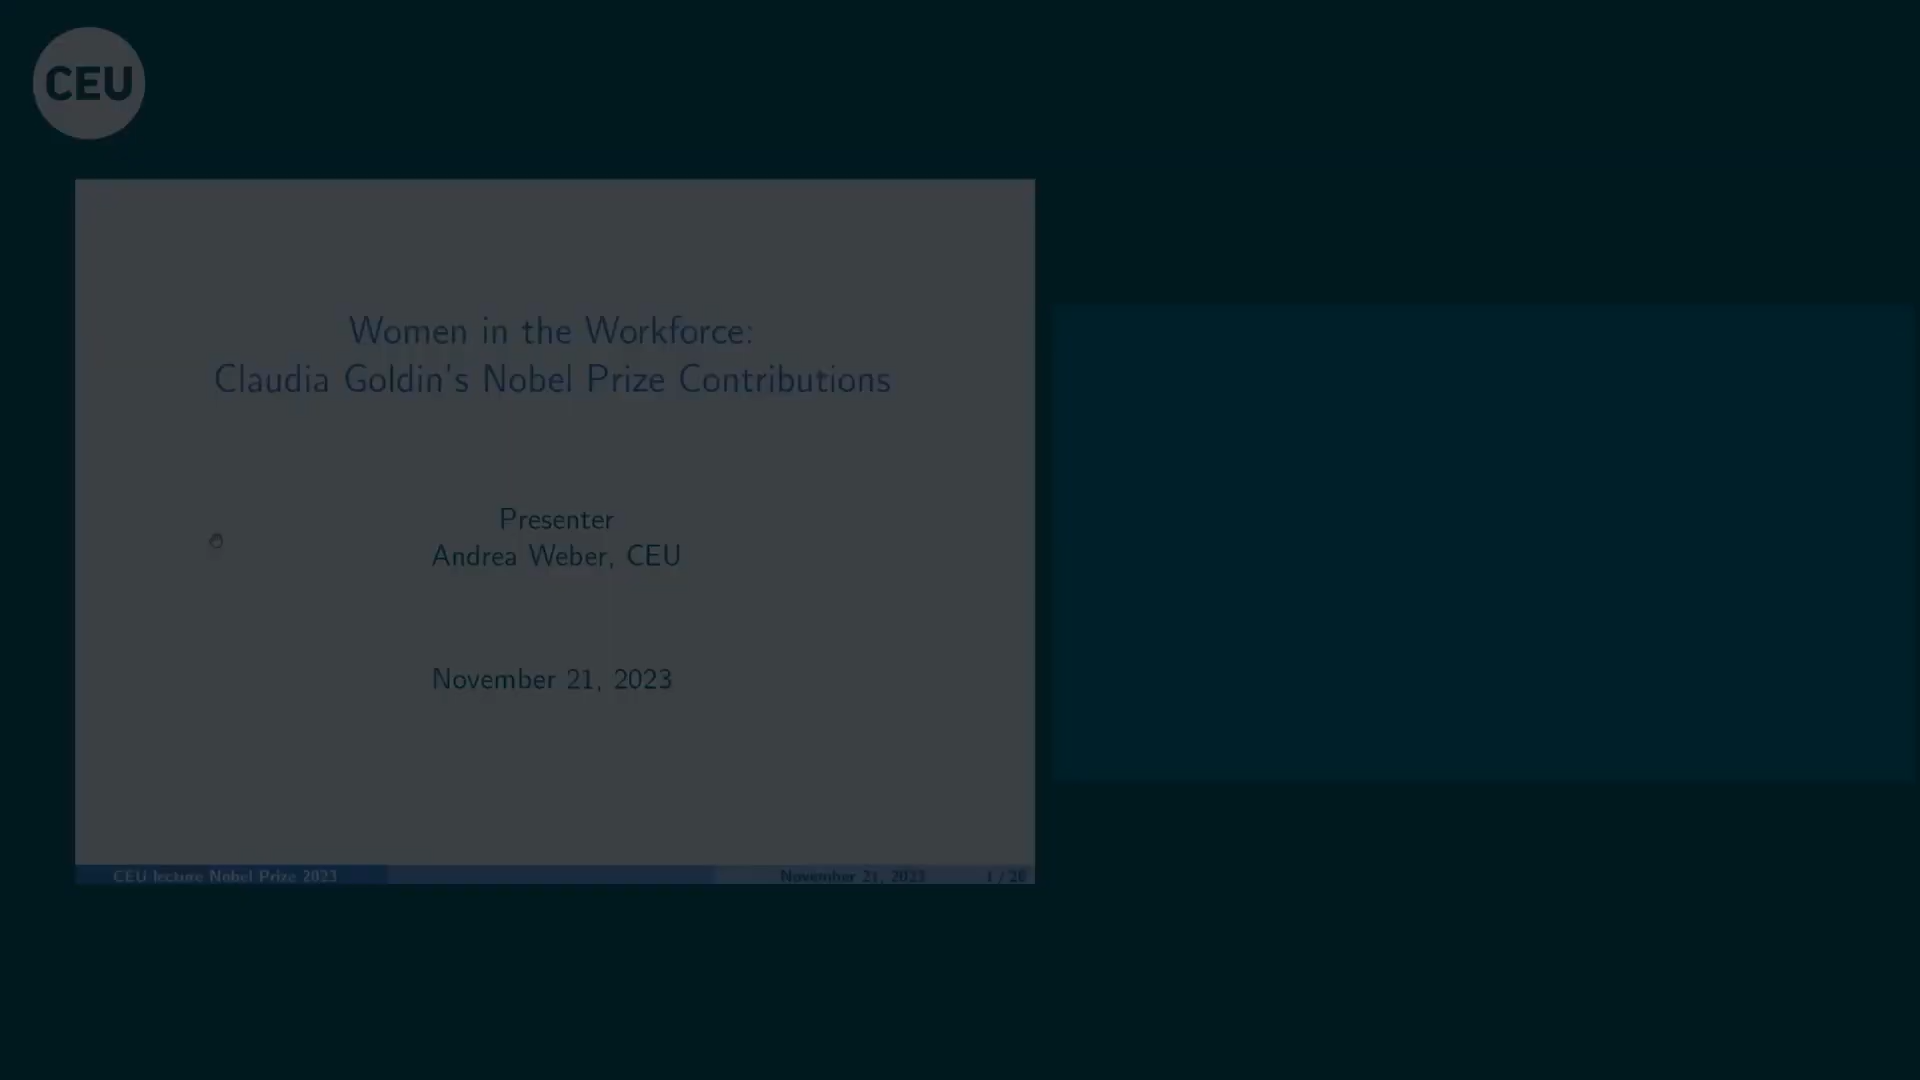 CEU
Women in the Workforce:
Claudia Goldin's Nobel Prize Contributions
Presenter
Andrea Weber, CEU
November 21, 2023
CEU lecture Nobel Prize 2023
November 21, 2023
1 /